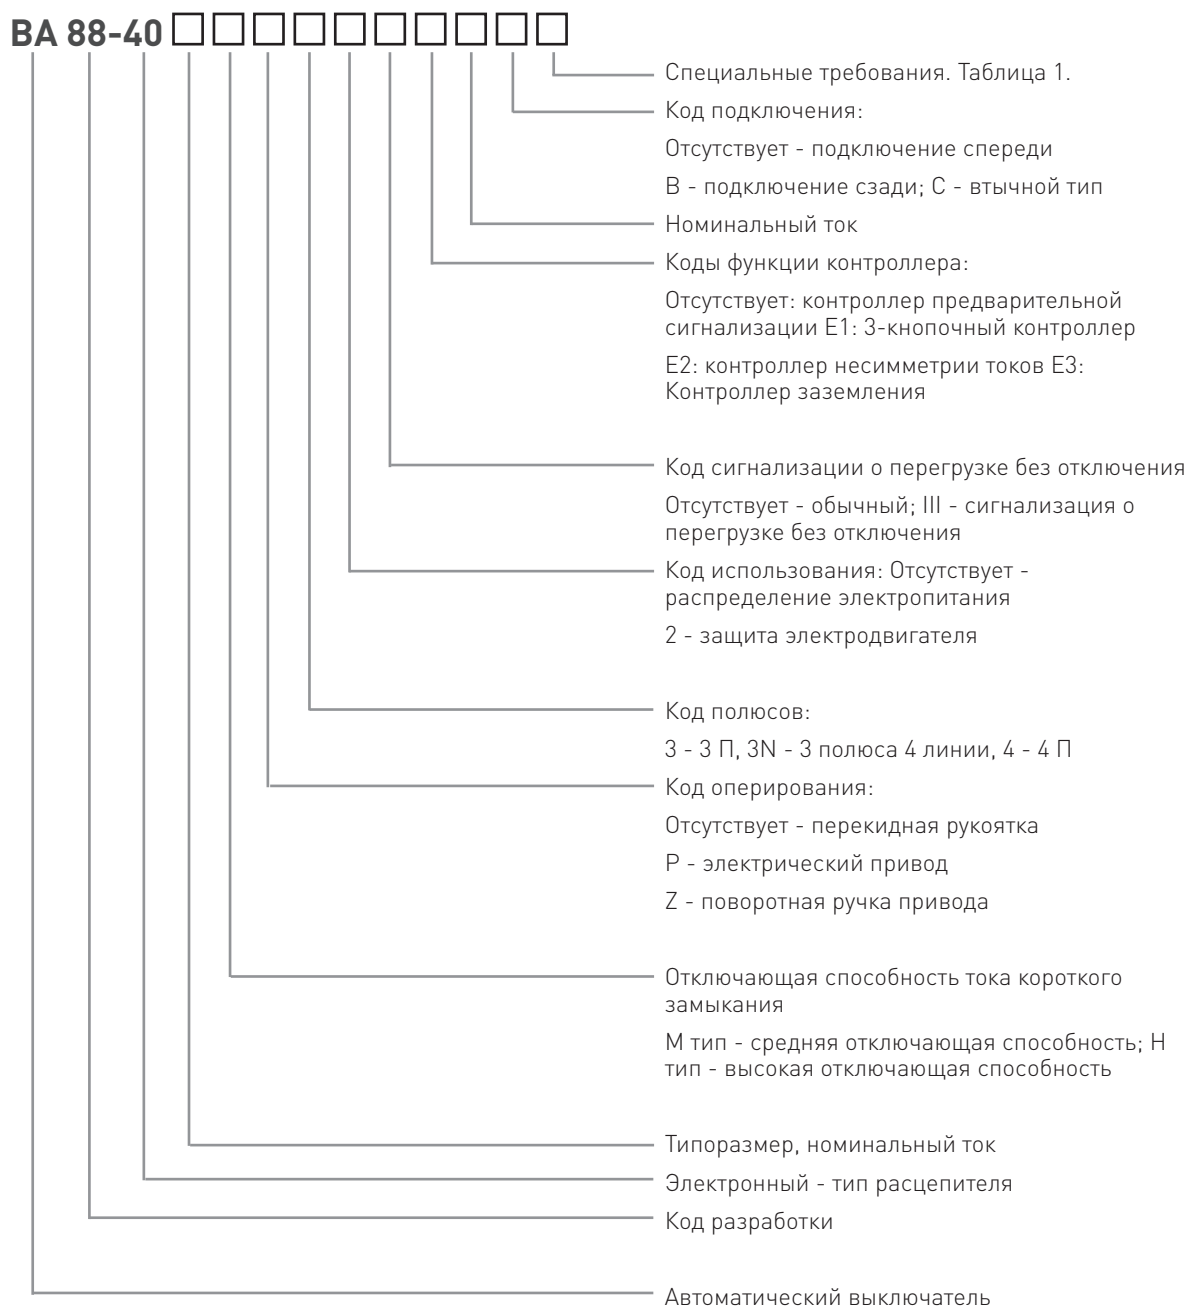 ВА 88-40
Специальные требования. Таблица 1.
Код подключения:
Отсутствует - подключение спереди
В - подключение сзади; С - втычной тип
Номинальный ток
Коды функции контроллера:
Отсутствует: контроллер предварительной
сигнализации Е1: 3-кнопочный контроллер
Е2: контроллер несимметрии токов Е3:
Контроллер заземления
Код сигнализации о перегрузке без отключения
Отсутствует - обычный; III - сигнализация о
перегрузке без отключения
Код использования: Отсутствует -
распределение электропитания
2 - защита электродвигателя
Код полюсов:
3 - 3 П, 3N - 3 полюса 4 линии, 4 - 4 П
Код оперирования:
Отсутствует - перекидная рукоятка
P - электрический привод
Z - поворотная ручка привода
Отключающая способность тока короткого
замыкания
М тип - средняя отключающая способность; Н
тип - высокая отключающая способность
Типоразмер, номинальный ток
Электронный - тип расцепителя
Код разработки
Автоматический выключатель